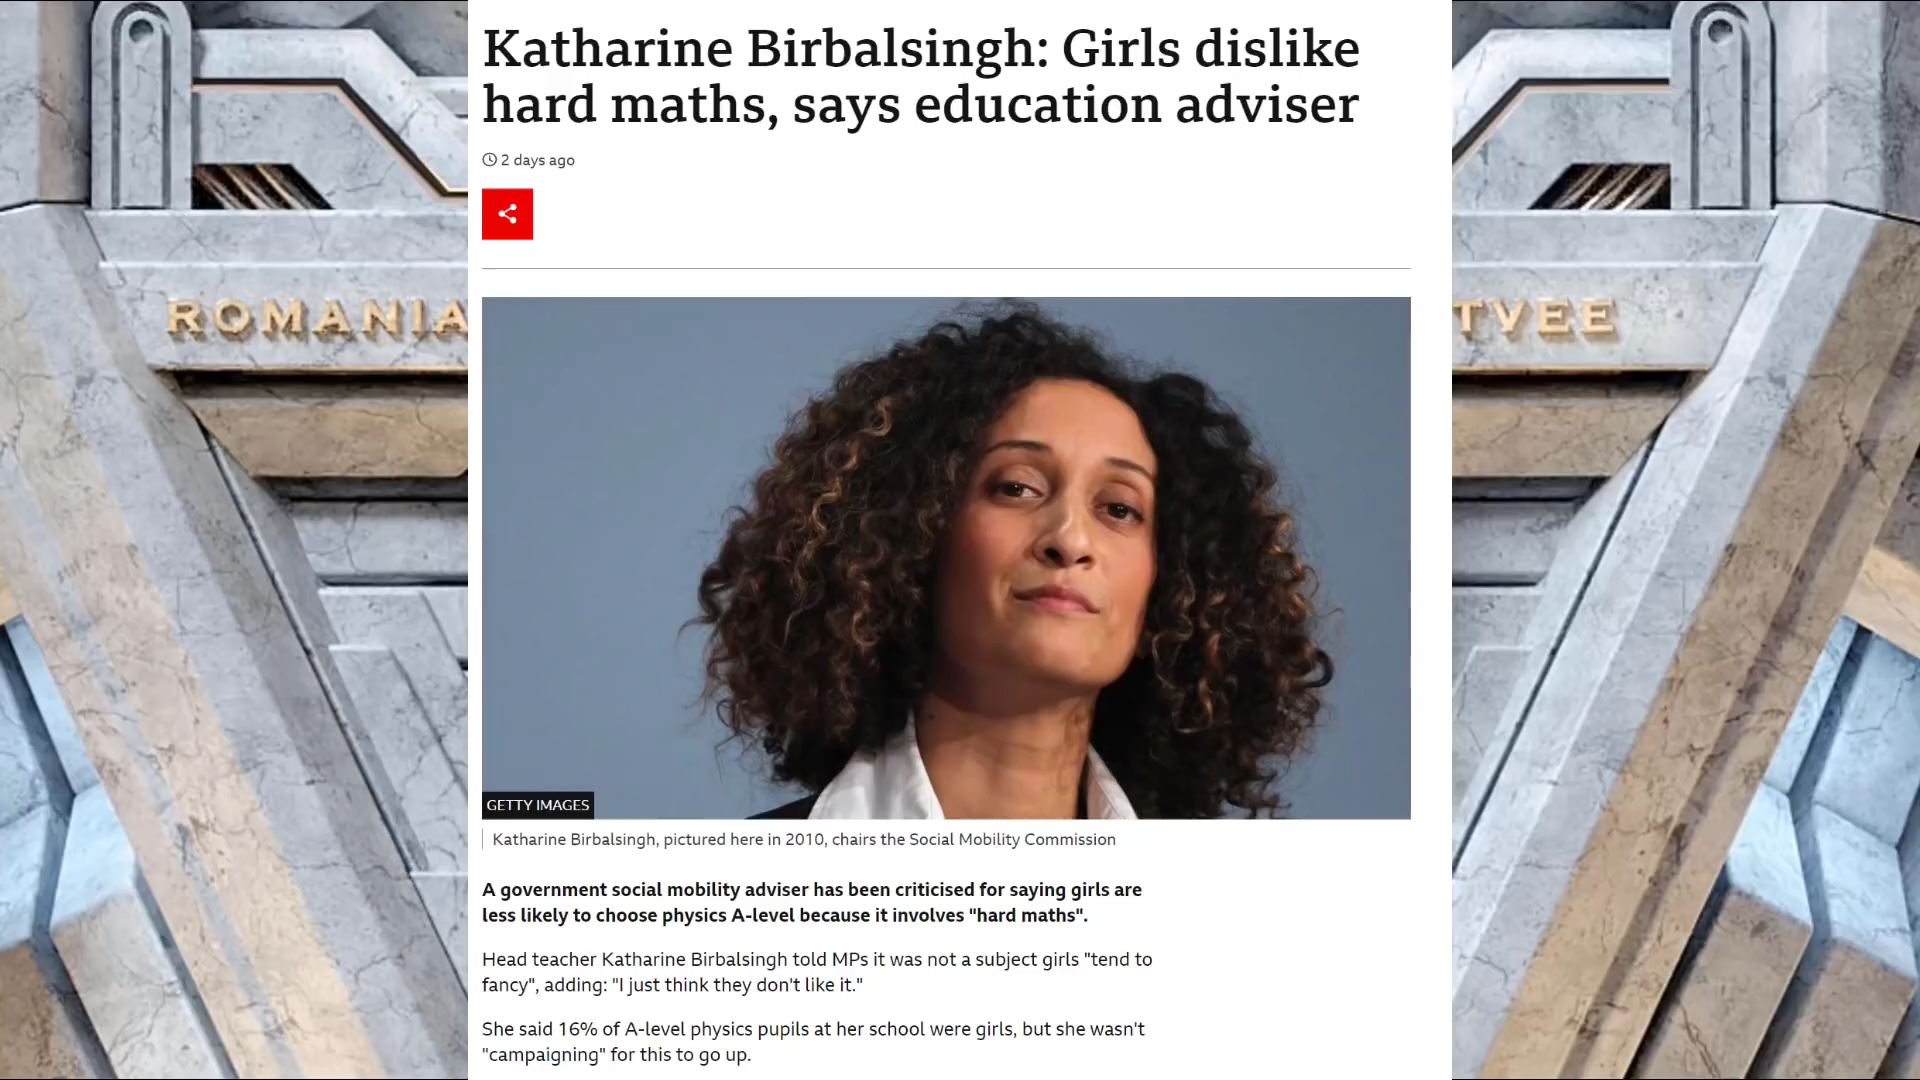 Katharine Birbalsingh: Girls dislike
hard maths, says education adviser
2 days ago
ROMANIA
TVEE
GETTY IMAGES
Katharine Birbalsingh, pictured here in 2010, chairs the Social Mobility Commission
A government social mobility adviser has been criticised for saying girls are
less likely to choose physics A-level because it involves "hard maths".
Head teacher Katharine Birbalsingh told MPs it was not a subject girls "tend to
fancy", adding: "I just think they don't like it."
She said 16% of A-level physics pupils at her school were girls, but she wasn't
"campaigning" for this to go up.